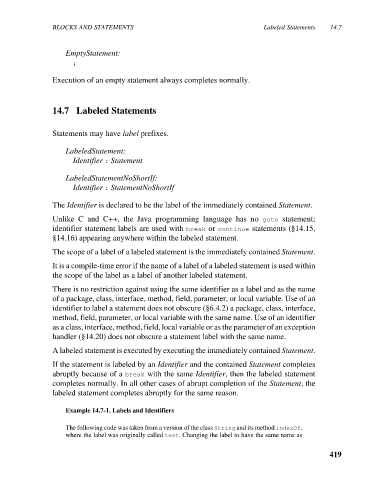 BLOCKS AND STATEMENTS Labeled Statements 14.7
EmptyStatement:
;
Execution of an empty statement always completes normally.
14.7 Labeled Statements
Statements may have label prefixes.
LabeledStatement:
Identifier : Statement
LabeledStatementNoShortIf:
Identifier : StatementNoShortIf
The Identifier is declared to be the label of the immediately contained Statement.
Unlike C and C++, the Java programming language has no goto statement;
identifier statement labels are used with break or continue statements (§14.15,
§14.16) appearing anywhere within the labeled statement.
The scope of a label of a labeled statement is the immediately contained Statement.
It is a compile-time error if the name of a label of a labeled statement is used within
the scope of the label as a label of another labeled statement.
There is no restriction against using the same identifier as a label and as the name
of a package, class, interface, method, field, parameter, or local variable. Use of an
identifier to label a statement does not obscure (§6.4.2) a package, class, interface,
method, field, parameter, or local variable with the same name. Use of an identifier
as a class, interface, method, field, local variable or as the parameter of an exception
handler (§14.20) does not obscure a statement label with the same name.
A labeled statement is executed by executing the immediately contained Statement.
If the statement is labeled by an Identifier and the contained Statement completes
abruptly because of a break with the same Identifier, then the labeled statement
completes normally. In all other cases of abrupt completion of the Statement, the
labeled statement completes abruptly for the same reason.
Example 14.7-1. Labels and Identifiers
The following code was taken from a version of the class String and its method indexOf,
where the label was originally called test. Changing the label to have the same name as
419